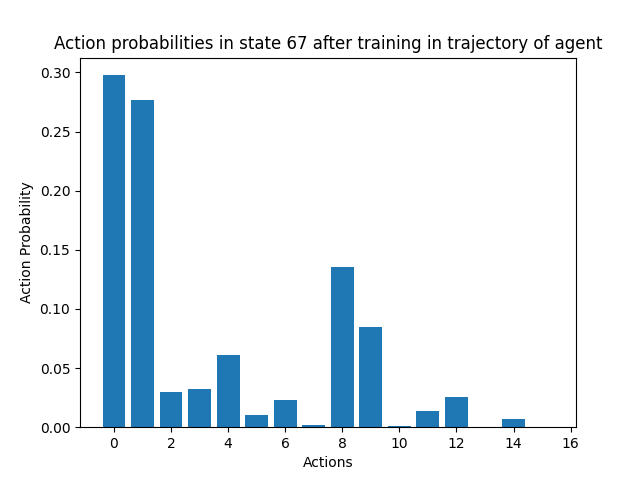 Action probabilities in state 67 after training in trajectory of agent
0.30
0.25
0.20
0.15
0.10
0.05
0.00
Action Probability
0 2 4 6 8 10 12 14 16
Actions